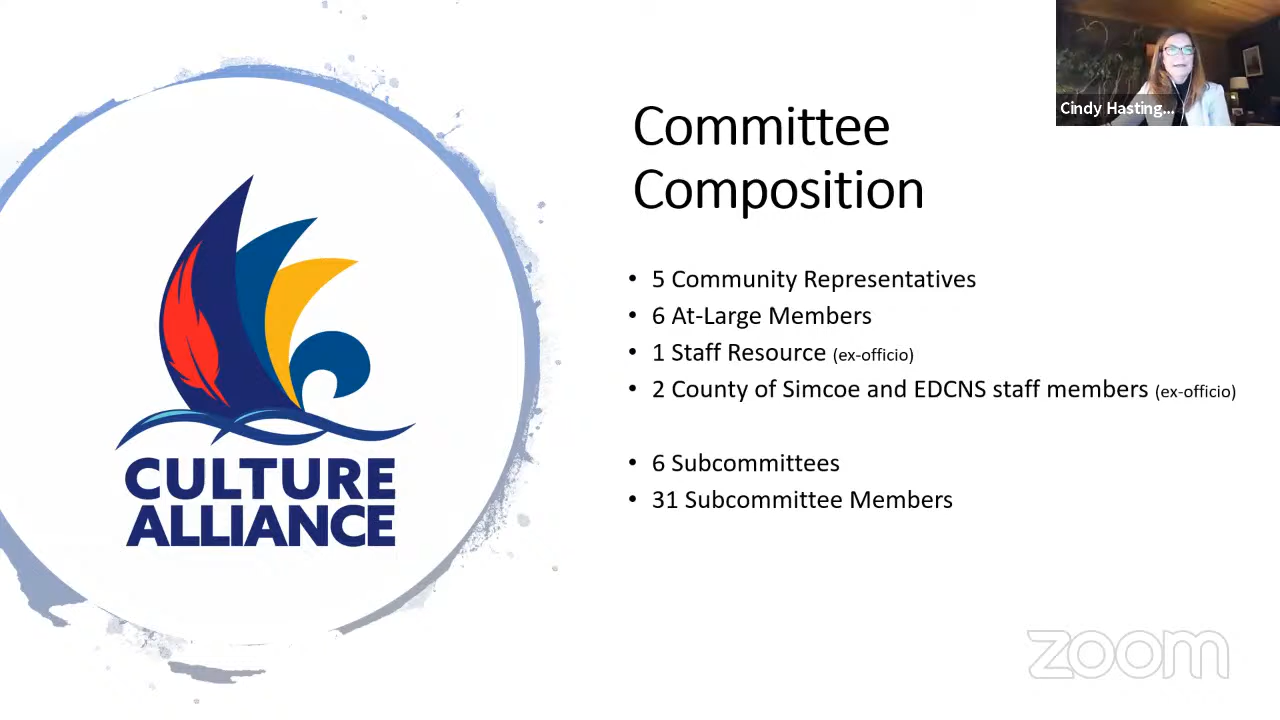 Committee
Composition
• 5 Community Representatives
• 6 At-Large Members
• 1 Staff Resource (ex-officio)
• 2 County of Simcoe and EDCNS staff members (ex-officio)
• 6 Subcommittees
• 31 Subcommittee Members
CULTURE
ALLIANCE
Cindy Hasting...
zoom